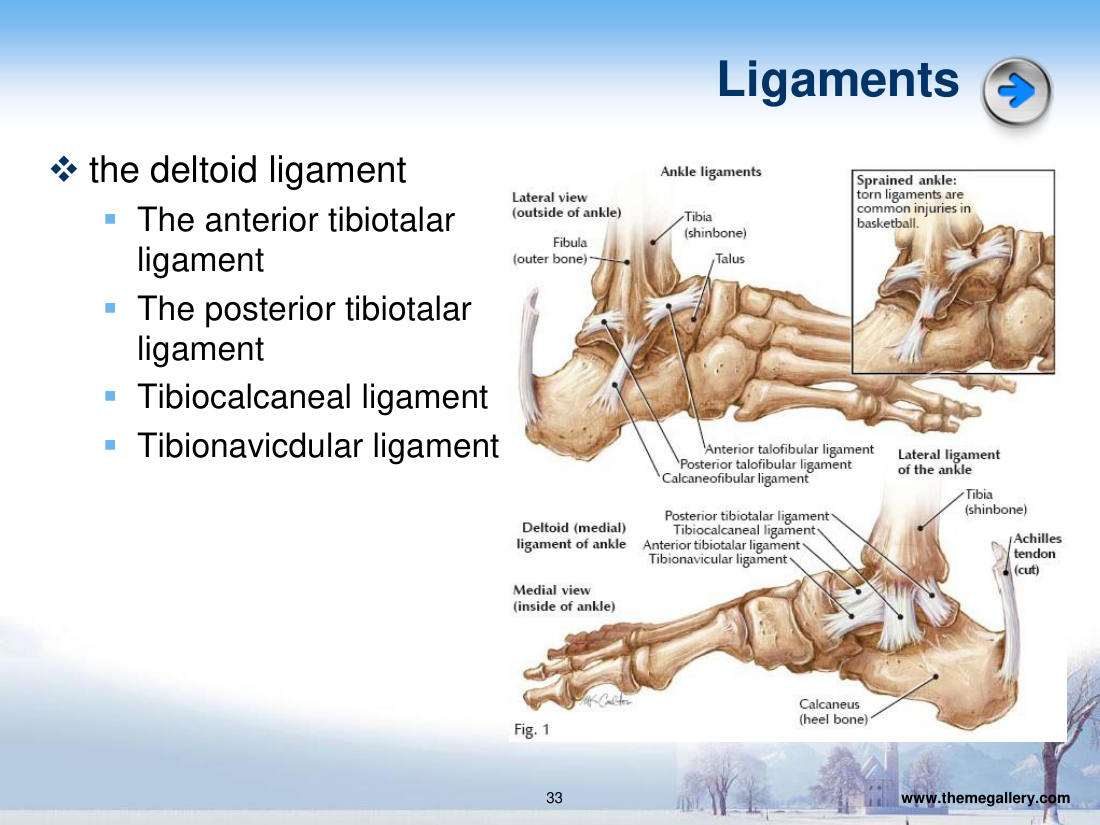 Ligaments
the deltoid ligament
The anterior tibiotalar
ligament
The posterior tibiotalar
ligament
Tibiocalcaneal ligament
Tibionavicdular ligament
Ankle ligaments
Lateral view
(outside of ankle)
Tibia
(shinbone)
Fibula
(outer bone)
Talus
Sprained ankle:
torn ligaments are
common injuries in
basketball.
Anterior talofibular ligament
Posterior talofibular ligament
Calcaneofibular ligament
Lateral ligament
of the ankle
Tibia
(shinbone)
Posterior tibiotalar ligament
Tibiocalcaneal ligament
Anterior tibiotalar ligament
Tibionavicular ligament
Deltoid (medial)
ligament of ankle
Achilles
tendon
(cut)
Medial view
(inside of ankle)
Calcaneus
(heel bone)
Fig. 1
33
www.themegallery.com